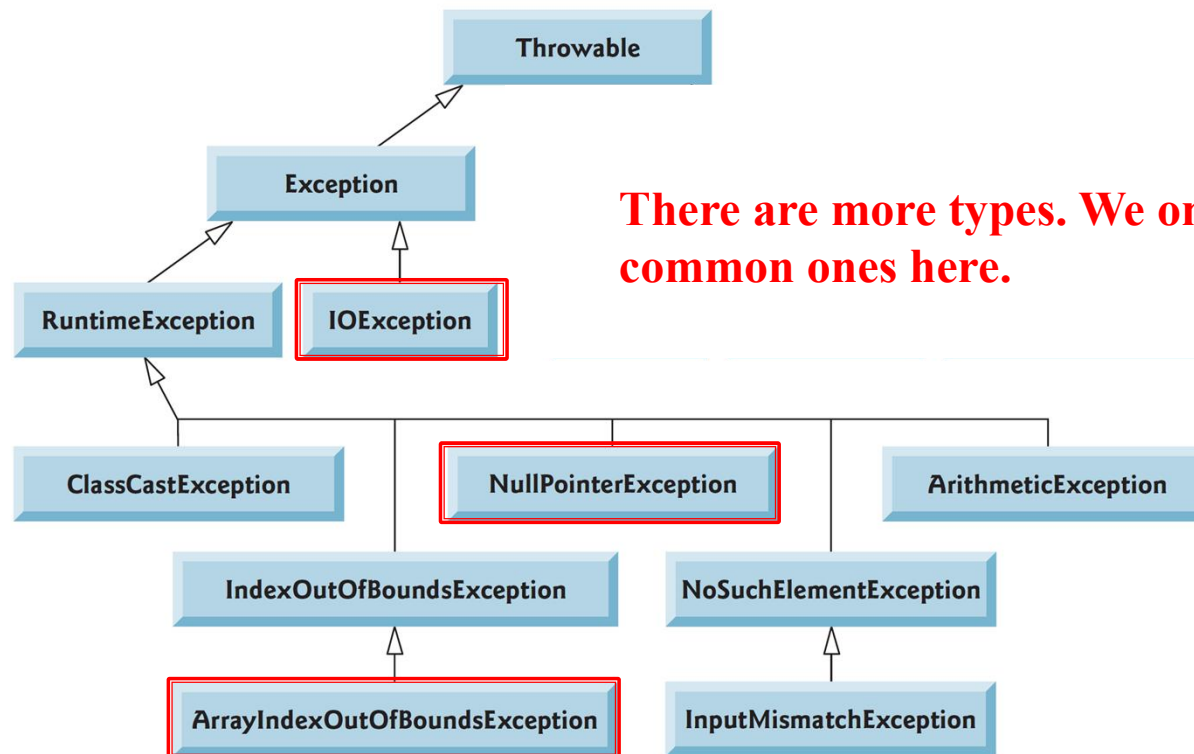 Throwable
Exception
There are more types. We
common ones here.
RuntimeException
IOException
ClassCastException
NullPointerException
ArithmeticException
IndexOutOfBoundsException
NoSuchElementException
ArrayIndexOutOfBoundsException
InputMismatchException